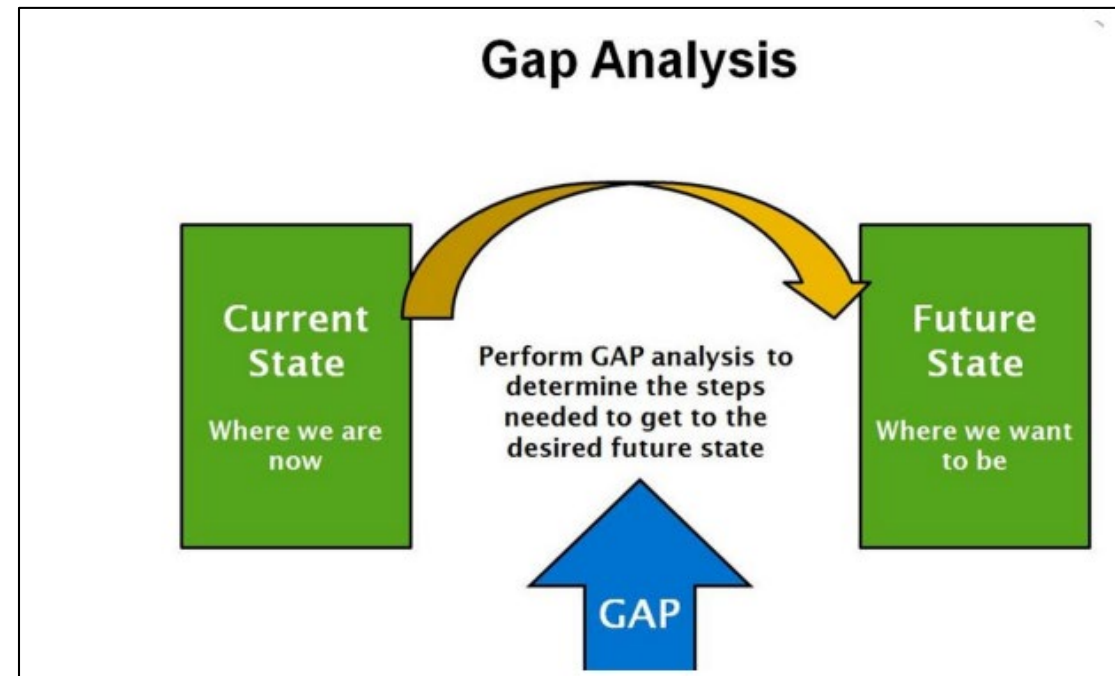 Gap Analysis
Current
State
Where we are
now
Perform GAP analysis to
determine the steps
needed to get to the
desired future state
Future
State
Where we want
to be
GAP